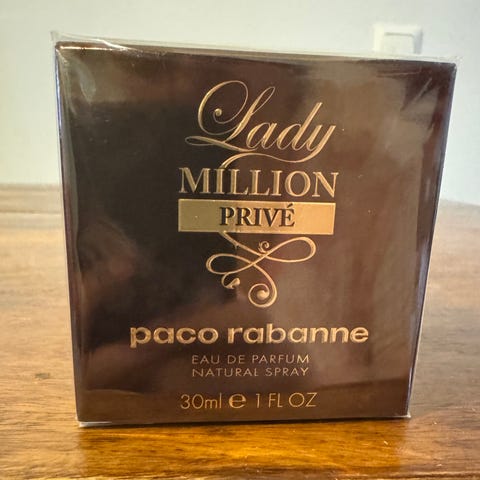 Lady
MILLION
PRIVÉ
paco rabanne
EAU DE PARFUM
NATURAL SPRAY
30ml e 1 FL OZ